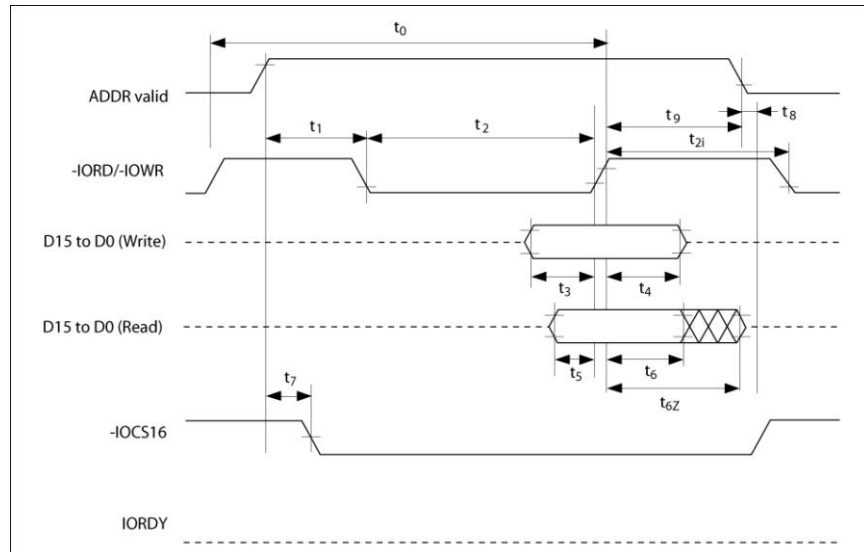 t0
ADDR valid
t9
t8
t1
t2
t2i
-IORD/-IOWR
D15 to D0 (Write)
t3
t4
D15 to D0 (Read)
t5
t6
t7
t6Z
-IOCS16
IORDY